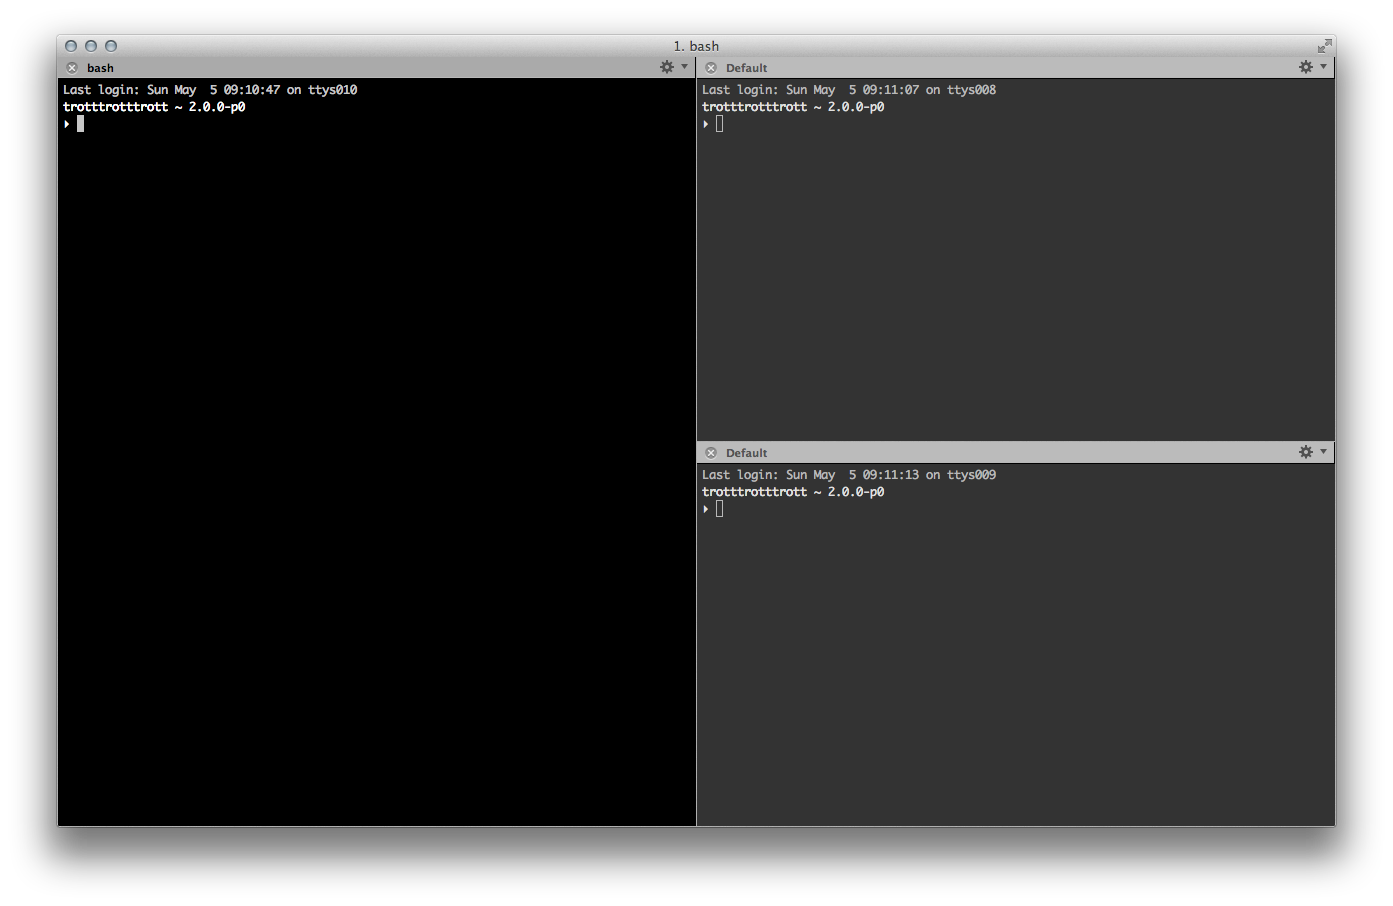 1. bash
bash
Last login: Sun May  5 09:10:47 on ttys010
trotttrotttrott ~ 2.0.0-p0
Default
Last login: Sun May  5 09:11:07 on ttys008
trotttrotttrott ~ 2.0.0-p0
Default
Last login: Sun May  5 09:11:13 on ttys009
trotttrotttrott ~ 2.0.0-p0